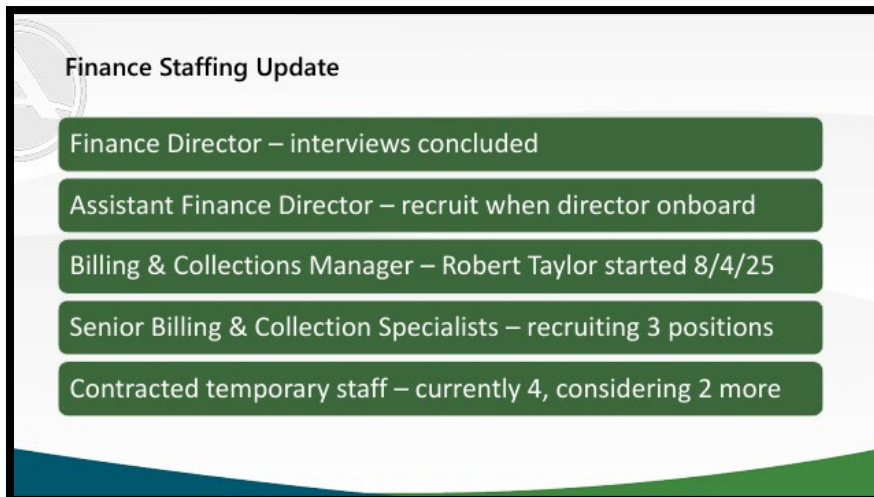 Finance Staffing Update
Finance Director – interviews concluded
Assistant Finance Director – recruit when director onboard
Billing & Collections Manager – Robert Taylor started 8/4/25
Senior Billing & Collection Specialists – recruiting 3 positions
Contracted temporary staff – currently 4, considering 2 more